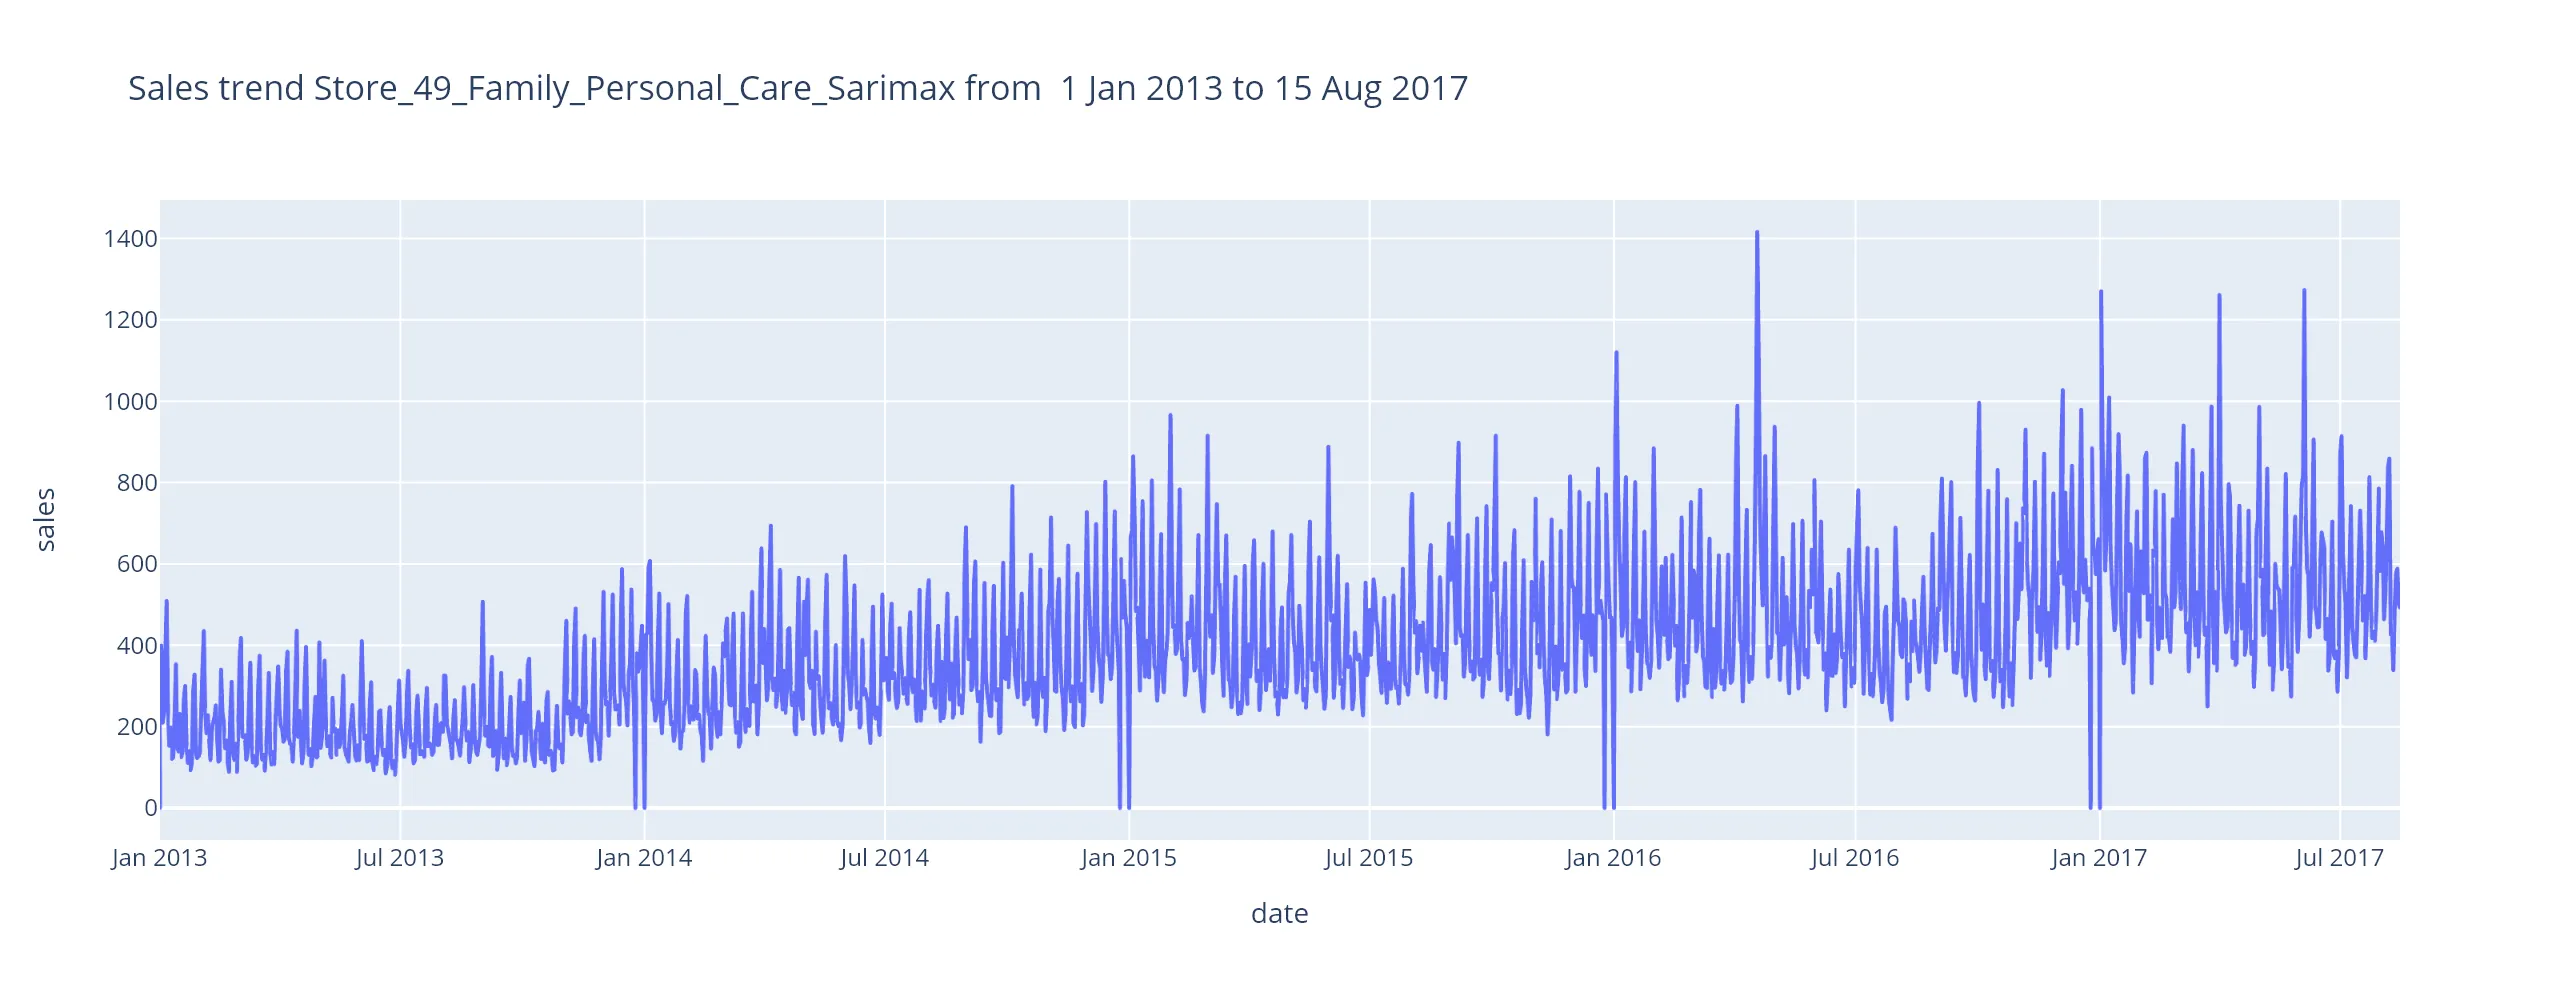 Sales trend Store_49_Family_Personal_Care_Sarimax from  1 Jan 2013 to 15 Aug 2017
1400
1200
1000
800
600
400
200
0
sales
Jan 2013 Jul 2013 Jan 2014 Jul 2014 Jan 2015 Jul 2015 Jan 2016 Jul 2016 Jan 2017 Jul 2017
date